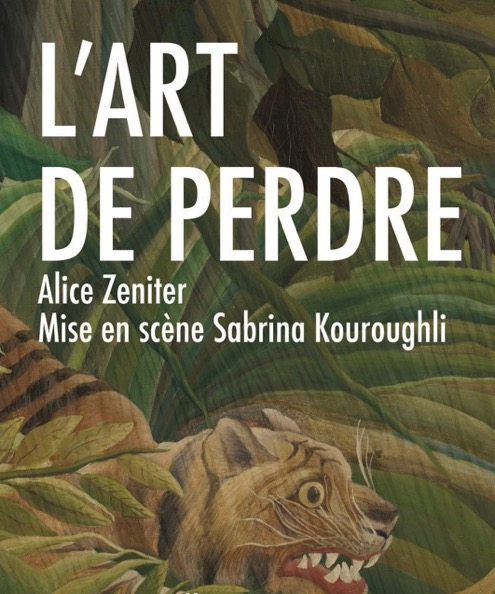 L'ART
DE PERDRE
Alice Zeniter
Mise en scène Sabrina Kouroughli